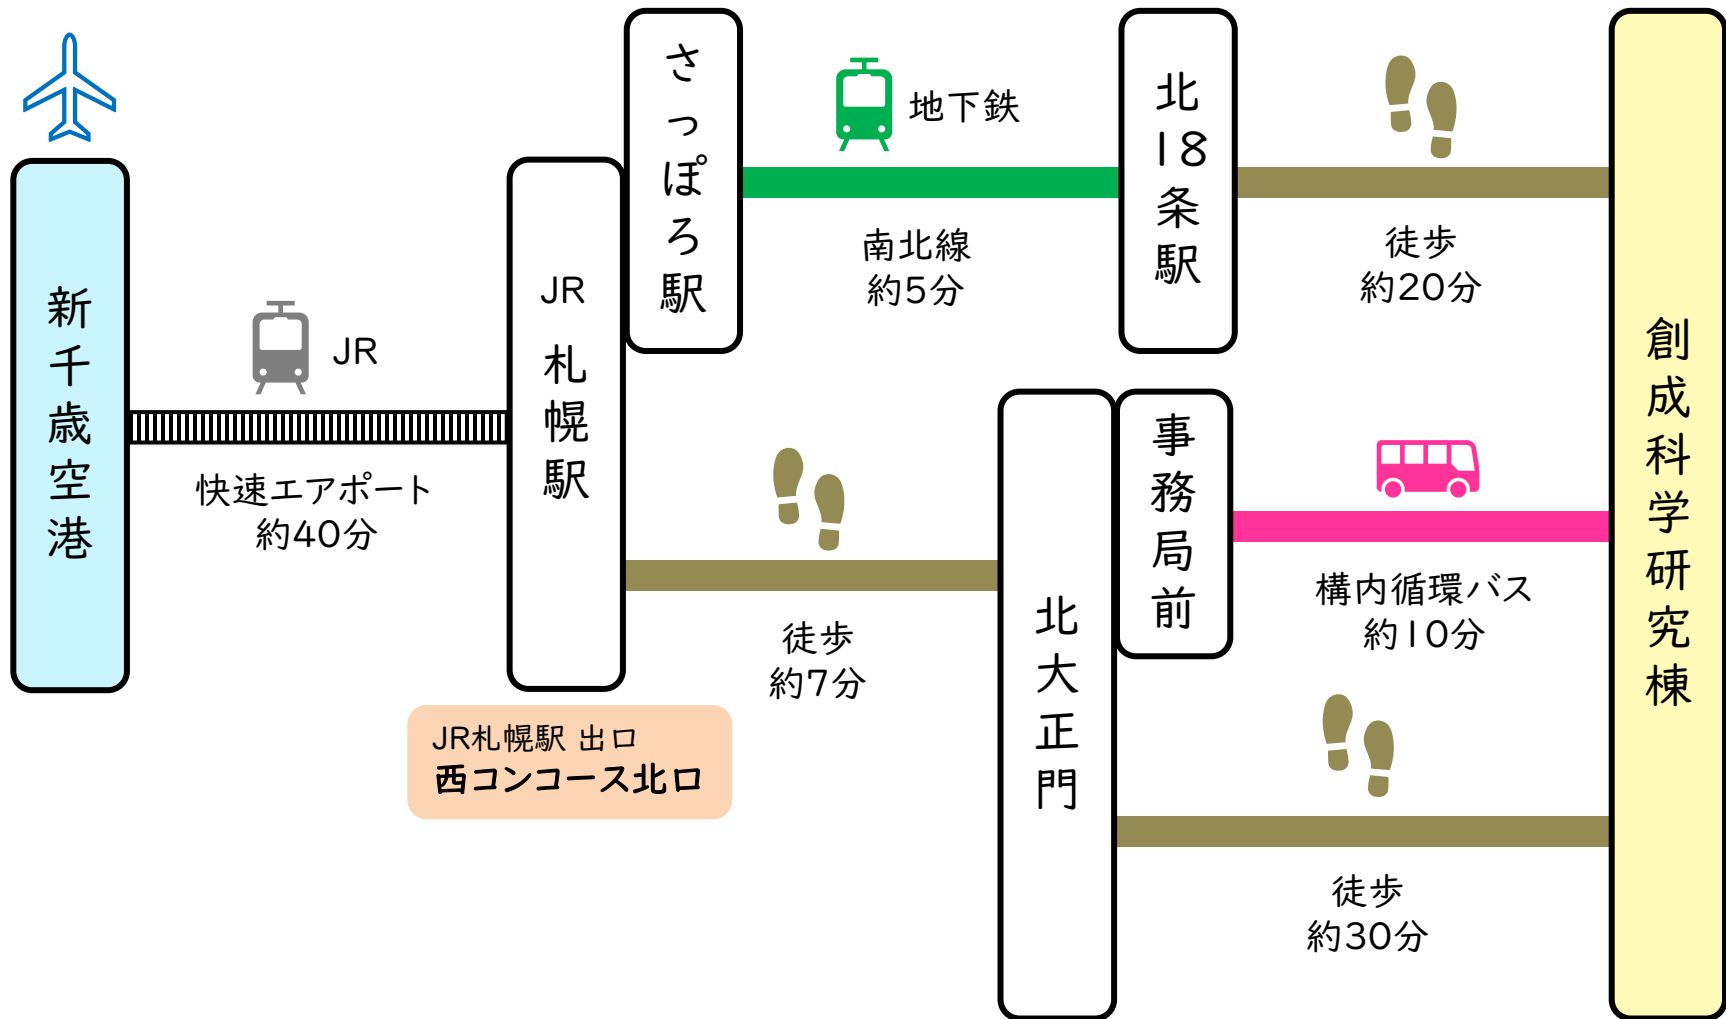 新千歳空港
JR
快速エアポート
約40分
JR 札幌駅
さっぽろ駅
地下鉄
南北線
約5分
北18条駅
徒歩
約20分
JR札幌駅 出口
西コンコース北口
徒歩
約7分
北大正門
事務局前
構内循環バス
約10分
徒歩
約30分
創成科学研究棟